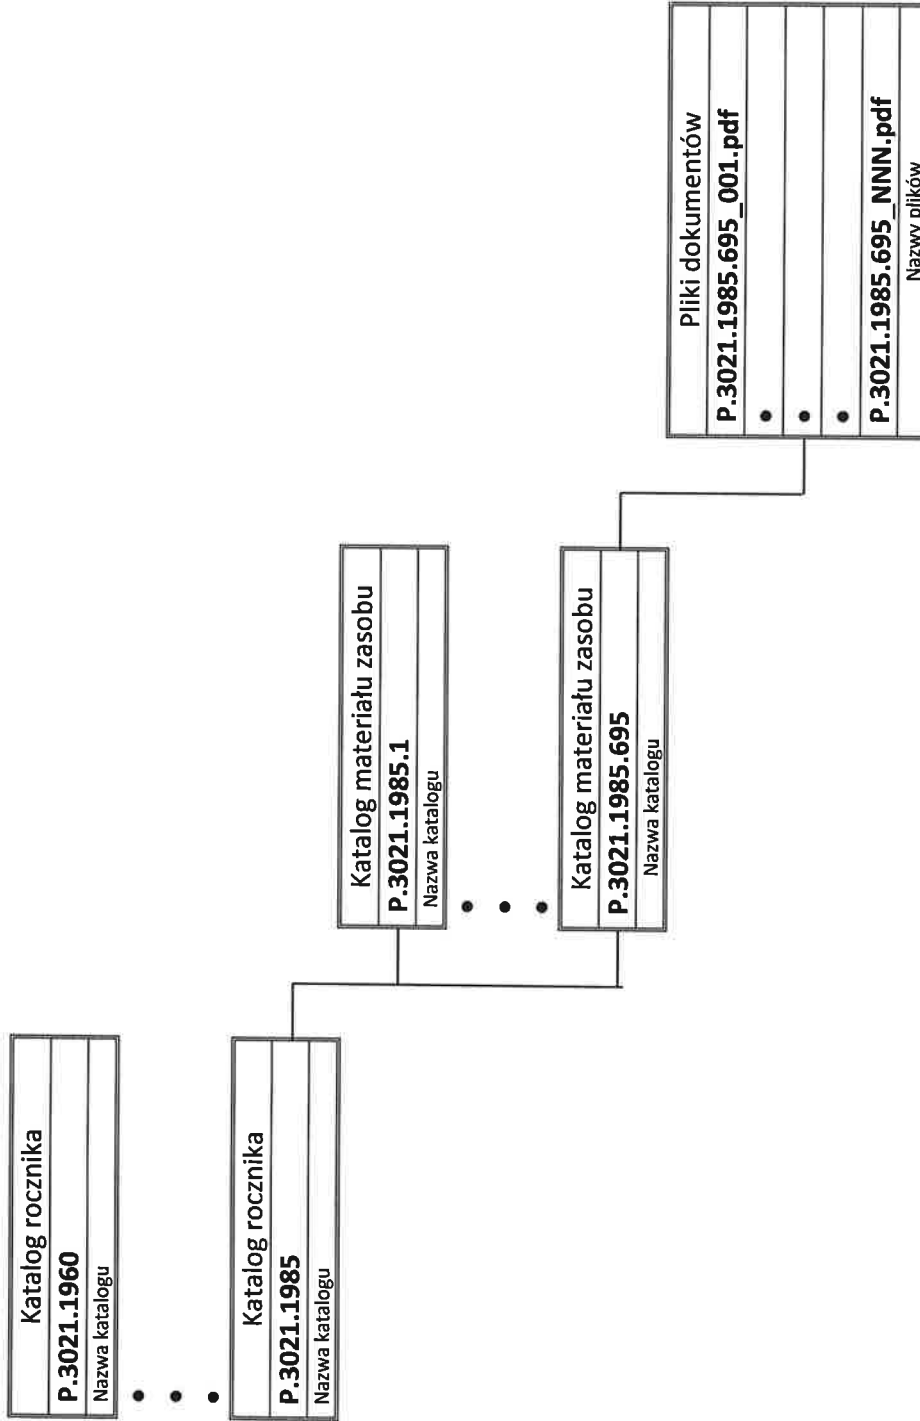 Katalog rocznika
P.3021.1960
Nazwa katalogu
Katalog rocznika
P.3021.1985
Nazwa katalogu
Katalog materiału zasobu
P.3021.1985.1
Nazwa katalogu
Katalog materiału zasobu
P.3021.1985.695
Nazwa katalogu
Pliki dokumentów
P.3021.1985.695_001.pdf
P.3021.1985.695_NNN.pdf
Nazwy plików